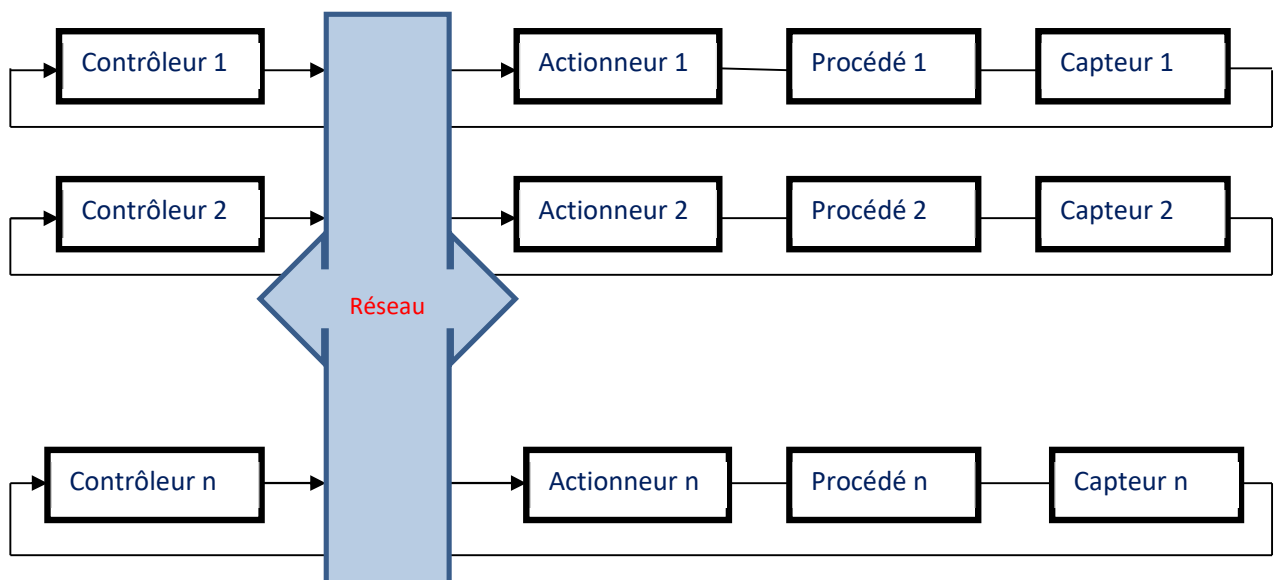 Contrôleur 1
Actionneur 1
Procédé 1
Capteur 1
Contrôleur 2
Actionneur 2
Procédé 2
Capteur 2
Réseau
Contrôleur n
Actionneur n
Procédé n
Capteur n